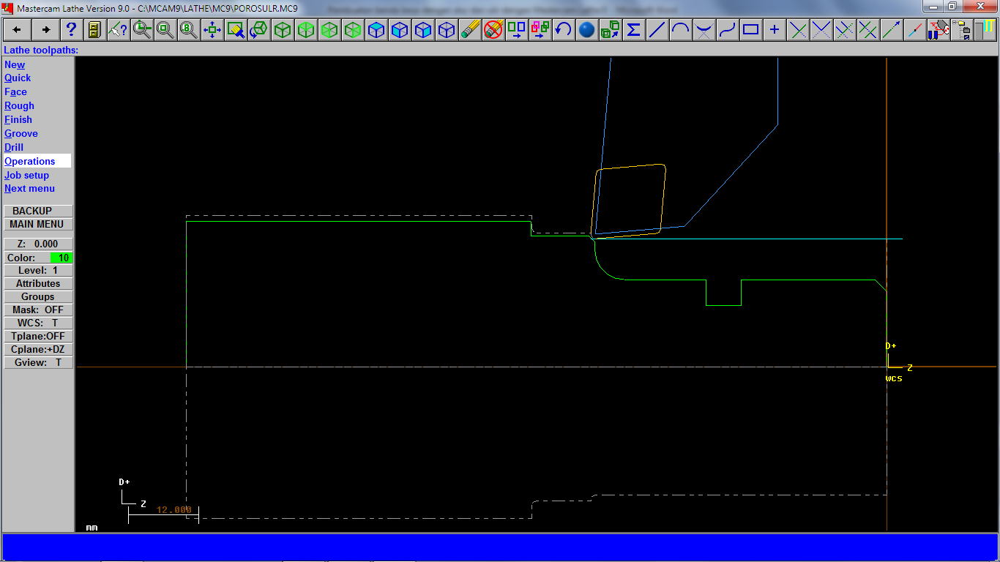 Mastercam Lathe Version 9.0 - C:\MCAM9\LATHE\MC9\POROSULR.MC9
Lathe toolpaths:
New
Quick
Face
Rough
Finish
Groove
Drill
Operations
Job setup
Next menu
BACKUP
MAIN MENU
Z: 0.000
Color: 10
Level: 1
Attributes
Groups
Mask: OFF
WCS: T
Tplane:OFF
Cplane:+DZ
Gview: T
D+
Z
WCS
D+
Z
12.000
mm